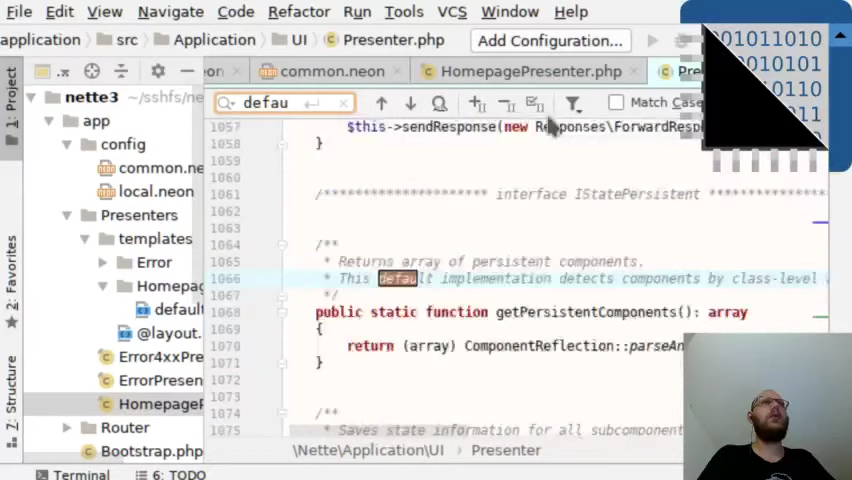 File Edit View Navigate Code Refactor Run Tools VCS Window Help
application src Application UI Presenter.php Add Configuration...
1: Project
eon common.neon HomepagePresenter.php Pre
nette3
defau Match Case
app
config
common.ne
local.neon
Presenters
templates
Error
Homepa
default
@layout.
Error4xxPre
ErrorPresen
HomepageP
Router
Bootstrap.php
2: Favorites
7: Structure
1057 $this->sendResponse(new Responses\ForwardResp
1058 }
1059
1060
1061 /********************* interface IStatePersistent ****************
1062
1063
1064 /**
1065 * Returns array of persistent components.
1066 * This default implementation detects components by class-level
1067 */
1068 public static function getPersistentComponents(): array
1069 {
1070 return (array) ComponentReflection::parseAn
1071 }
1072
1073
1074 /**
1075 * Saves state information for all subcomponent
\Nette\Application\UI Presenter
Terminal 6: TODO
001011010